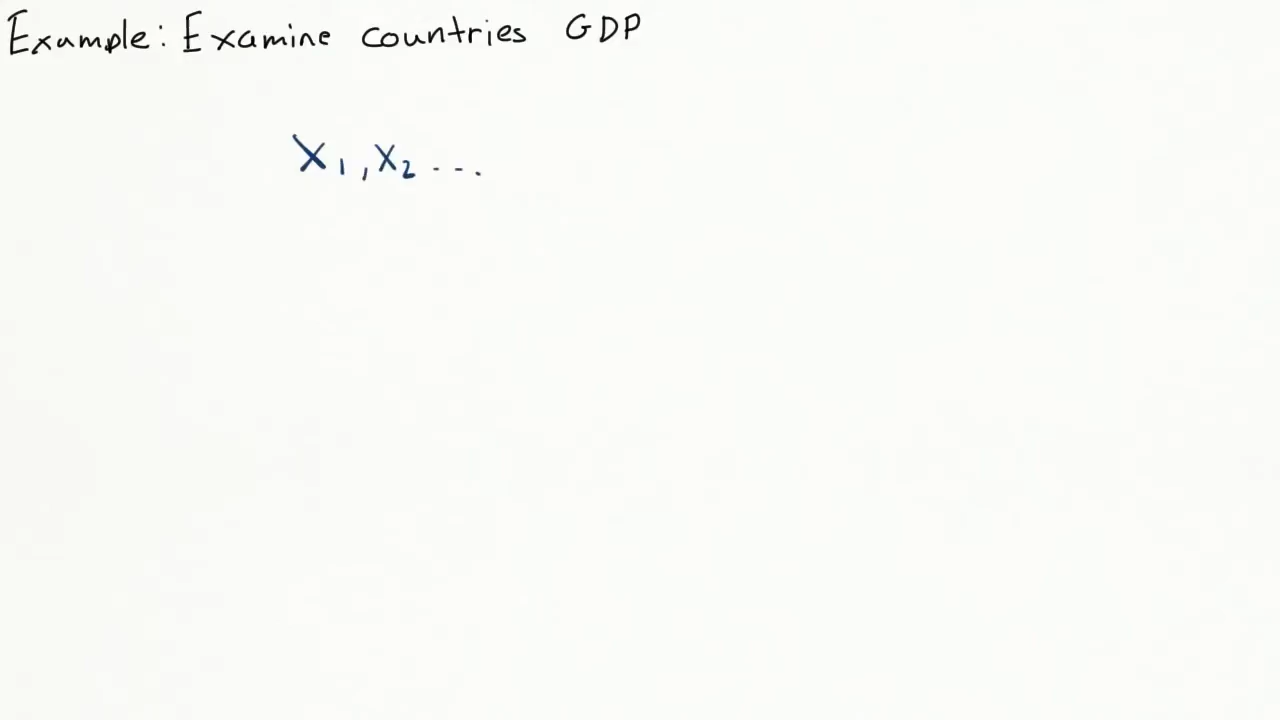 Example: Examine countries GDP
X₁, X₂ ...